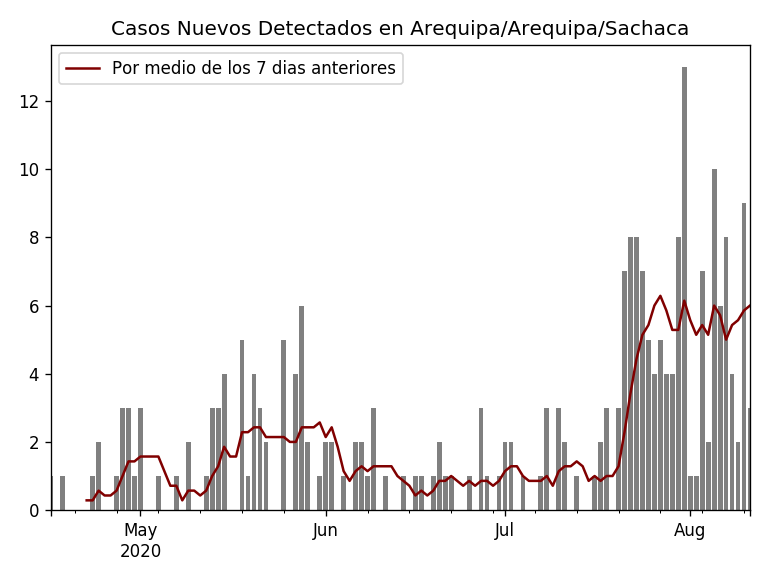 Casos Nuevos Detectados en Arequipa/Arequipa/Sachaca
Por medio de los 7 dias anteriores
12
10
8
6
4
2
0
May Jun Jul Aug
2020